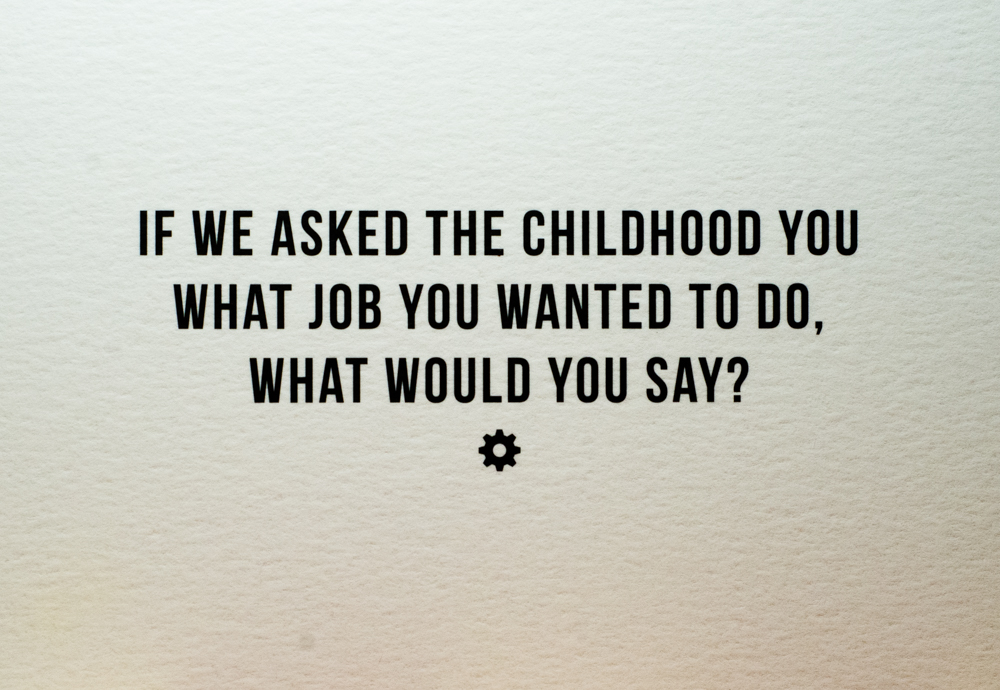 IF WE ASKED THE CHILDHOOD YOU
WHAT JOB YOU WANTED TO DO,
WHAT WOULD YOU SAY?